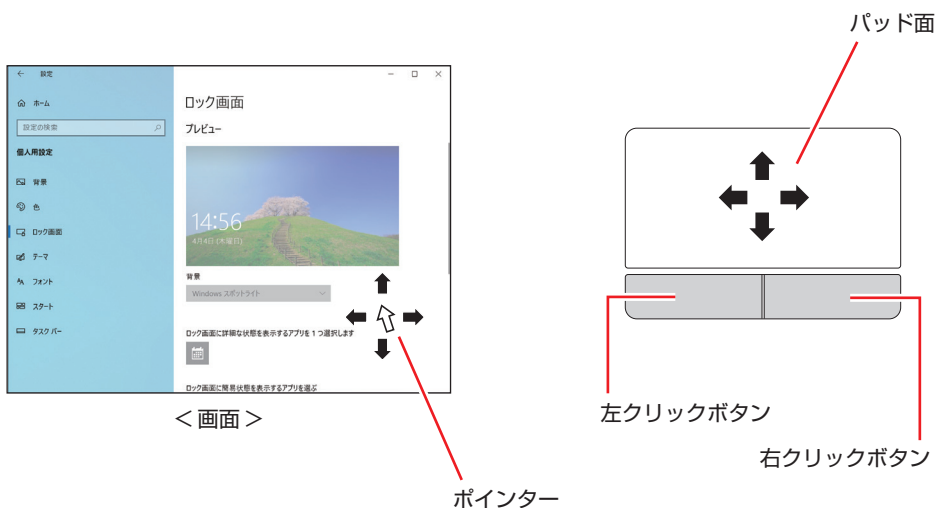 パッド面
← 設定
ホーム
設定の検索
個人用設定
背景
色
ロック画面
テーマ
フォント
スタート
タスク バー
ロック画面
プレビュー
14:56
4月4日 (木曜日)
背景
Windows スポットライト
ロック画面に詳細な状態を表示するアプリを 1 つ選択します
ロック画面に簡易状態を表示するアプリを選ぶ
<画面>
左クリックボタン
右クリックボタン
ポインター